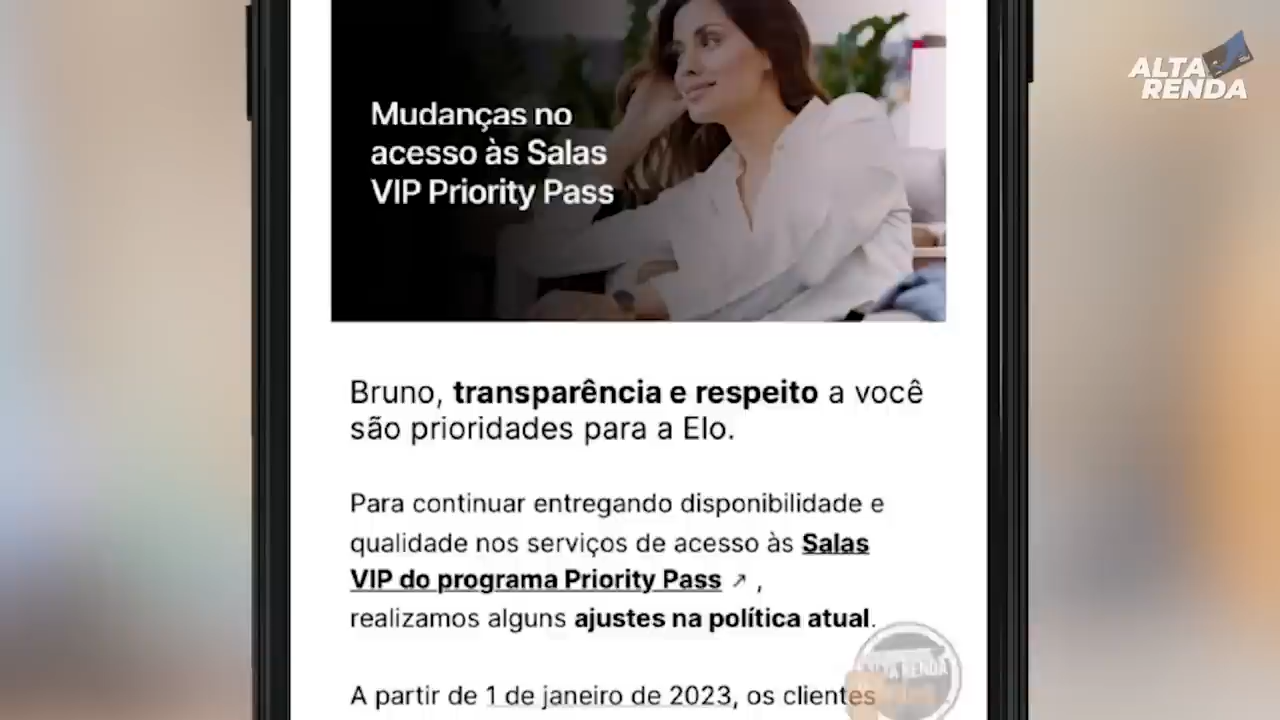 ALTA
RENDA
Mudanças no
acesso às Salas
VIP Priority Pass
Bruno, transparência e respeito a você
são prioridades para a Elo.
Para continuar entregando disponibilidade e
qualidade nos serviços de acesso às Salas
VIP do programa Priority Pass ↗ ,
realizamos alguns ajustes na política atual.
A partir de 1 de janeiro de 2023, os clientes
ALTA RENDA